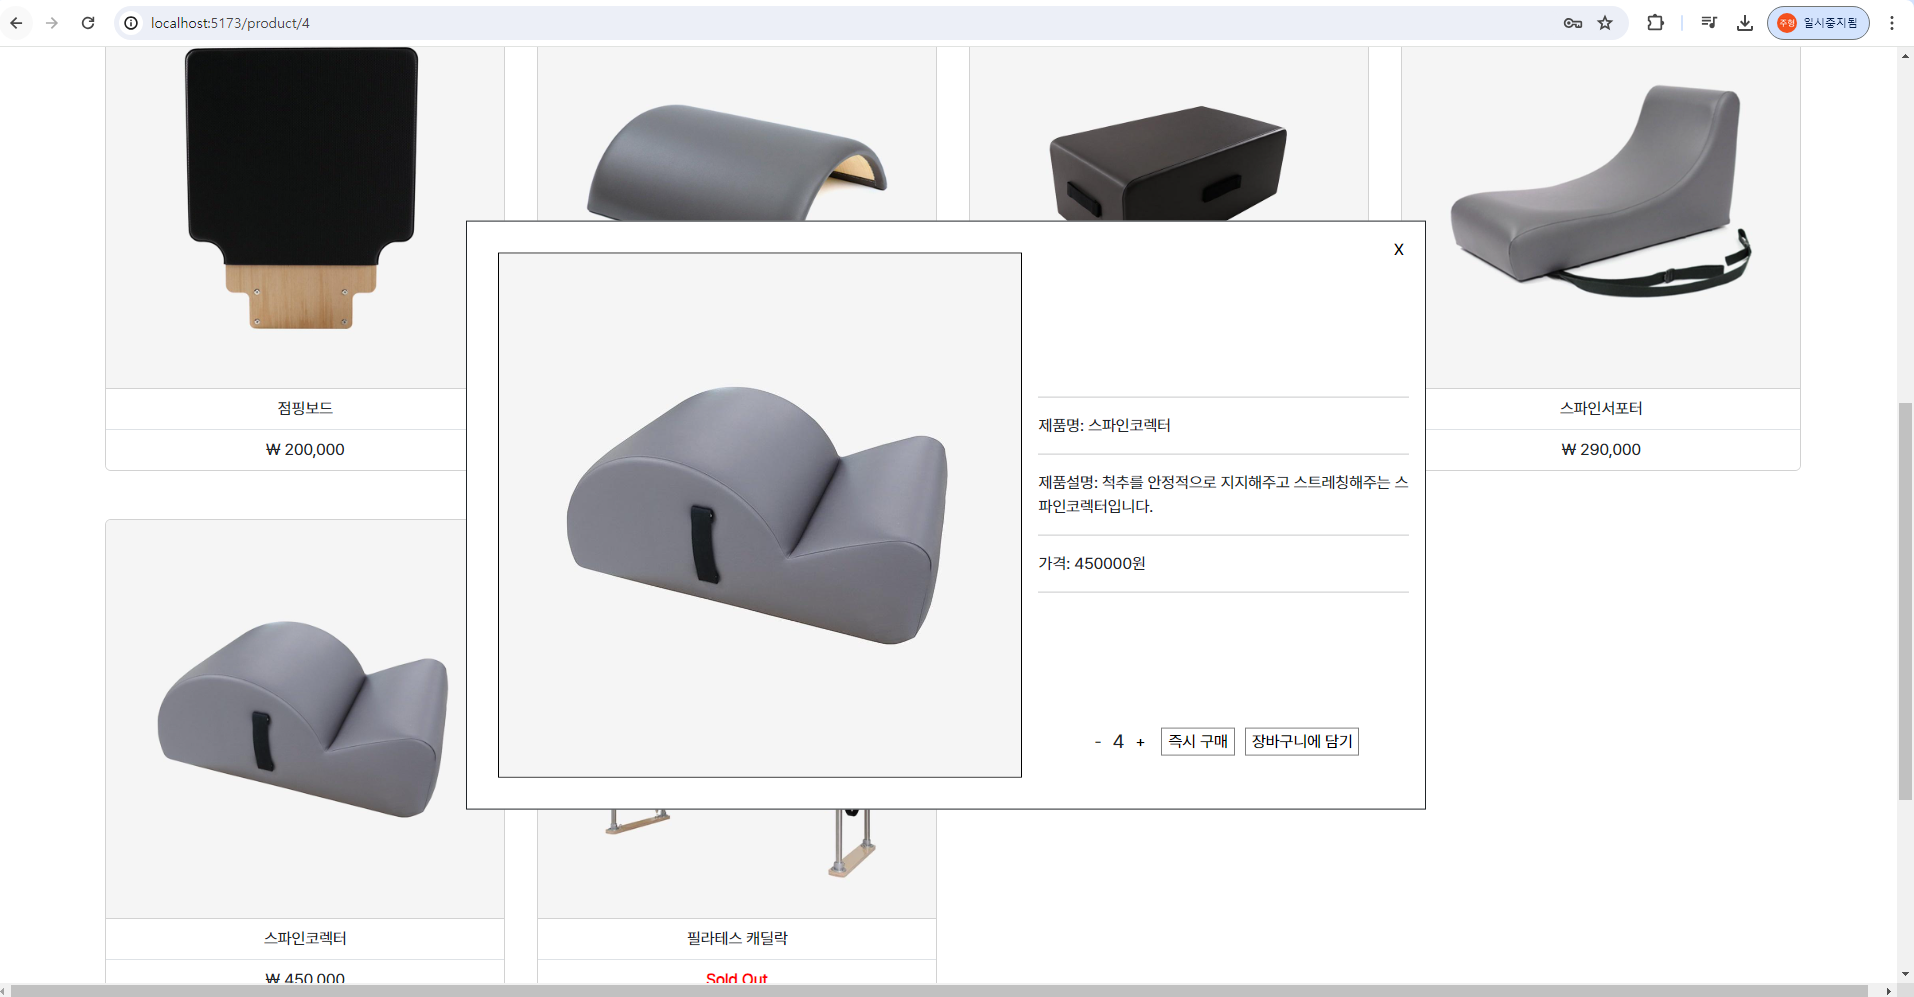 localhost:5173/product/4
주형 일시중지됨
점핑보드
₩ 200,000
스파인서포터
₩ 290,000
X
제품명: 스파인코렉터
제품설명: 척추를 안정적으로 지지해주고 스트레칭해주는 스
파인코렉터입니다.
가격: 450000원
- 4 + 즉시 구매 장바구니에 담기
스파인코렉터
₩ 450,000
필라테스 캐딜락
Sold Out